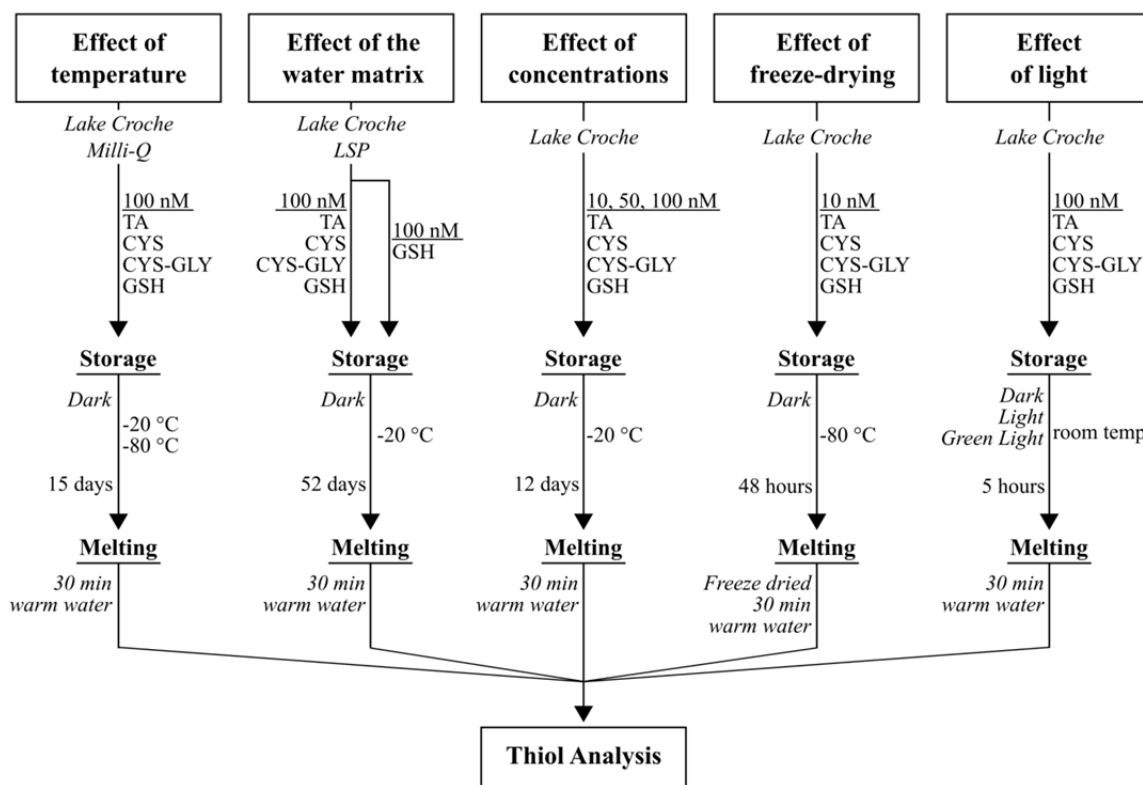 Effect of
temperature
Lake Croche
Milli-Q
100 nM
TA
CYS
CYS-GLY
GSH
Storage
Dark
-20 °C
-80 °C
15 days
Melting
30 min
warm water
Effect of the
water matrix
Lake Croche
LSP
100 nM
TA
CYS
CYS-GLY
GSH
100 nM
GSH
Storage
Dark
-20 °C
52 days
Melting
30 min
warm water
Effect of
concentrations
Lake Croche
10, 50, 100 nM
TA
CYS
CYS-GLY
GSH
Storage
Dark
-20 °C
12 days
Melting
30 min
warm water
Effect of
freeze-drying
Lake Croche
10 nM
TA
CYS
CYS-GLY
GSH
Storage
Dark
-80 °C
48 hours
Melting
Freeze dried
30 min
warm water
Effect
of light
Lake Croche
100 nM
TA
CYS
CYS-GLY
GSH
Storage
Dark
Light
Green Light
room temp
5 hours
Melting
30 min
warm water
Thiol Analysis